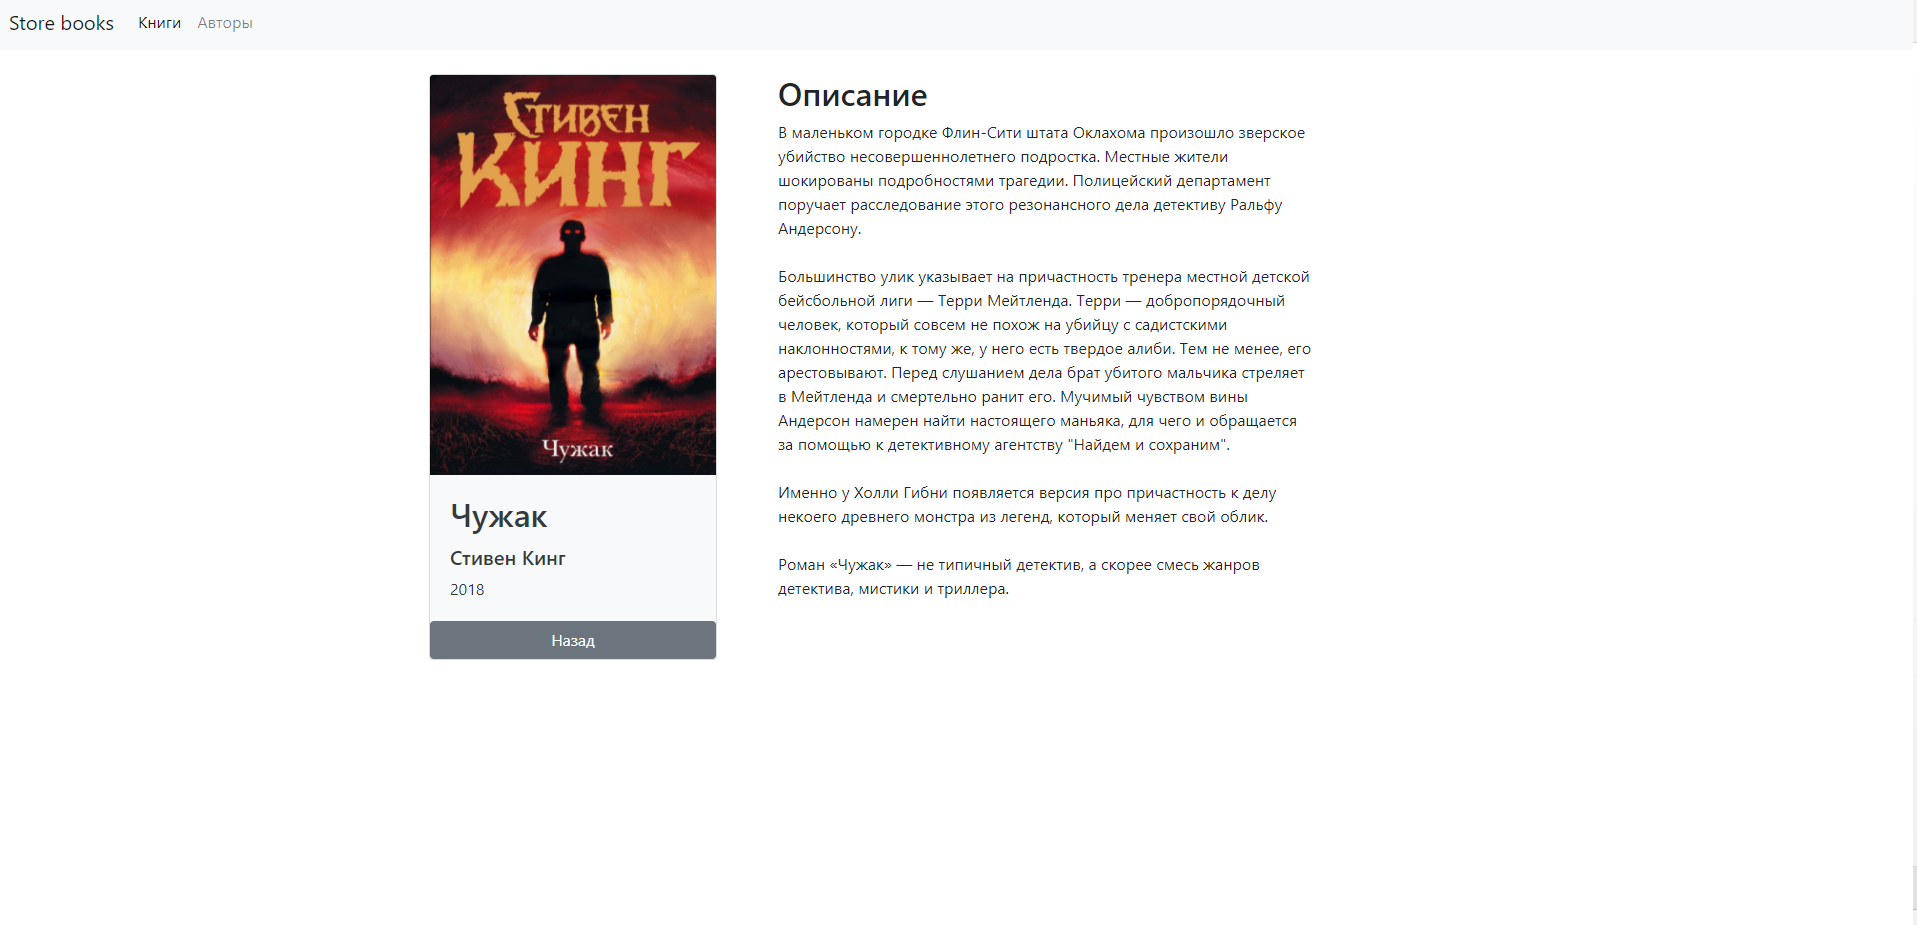 Store books Книги Авторы
СТИВЕН
КИНГ
Чужак
Чужак
Стивен Кинг
2018
Назад
Описание
В маленьком городке Флин-Сити штата Оклахома произошло зверское
убийство несовершеннолетнего подростка. Местные жители
шокированы подробностями трагедии. Полицейский департамент
поручает расследование этого резонансного дела детективу Ральфу
Андерсону.
Большинство улик указывает на причастность тренера местной детской
бейсбольной лиги — Терри Мейтленда. Терри — добропорядочный
человек, который совсем не похож на убийцу с садистскими
наклонностями, к тому же, у него есть твердое алиби. Тем не менее, его
арестовывают. Перед слушанием дела брат убитого мальчика стреляет
в Мейтленда и смертельно ранит его. Мучимый чувством вины
Андерсон намерен найти настоящего маньяка, для чего и обращается
за помощью к детективному агентству "Найдем и сохраним".
Именно у Холли Гибни появляется версия про причастность к делу
некоего древнего монстра из легенд, который меняет свой облик.
Роман «Чужак» — не типичный детектив, а скорее смесь жанров
детектива, мистики и триллера.